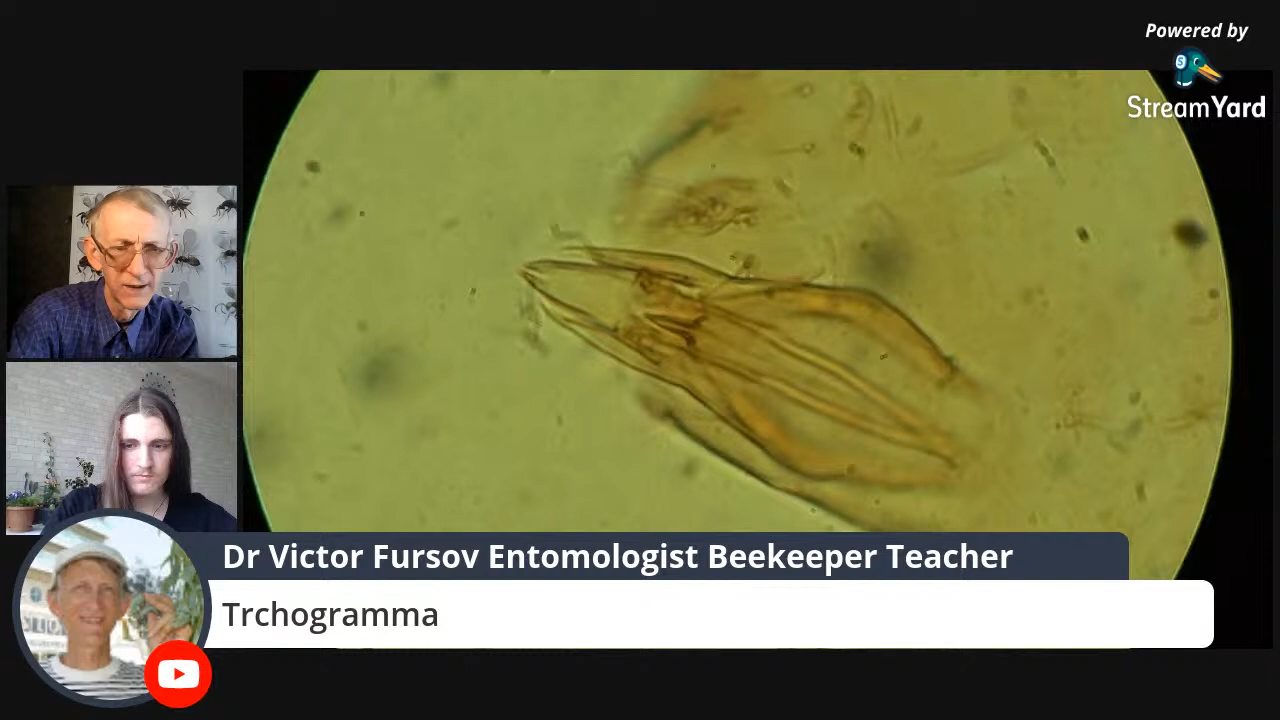 Powered by
StreamYard
Dr Victor Fursov Entomologist Beekeeper Teacher
Trchogramma